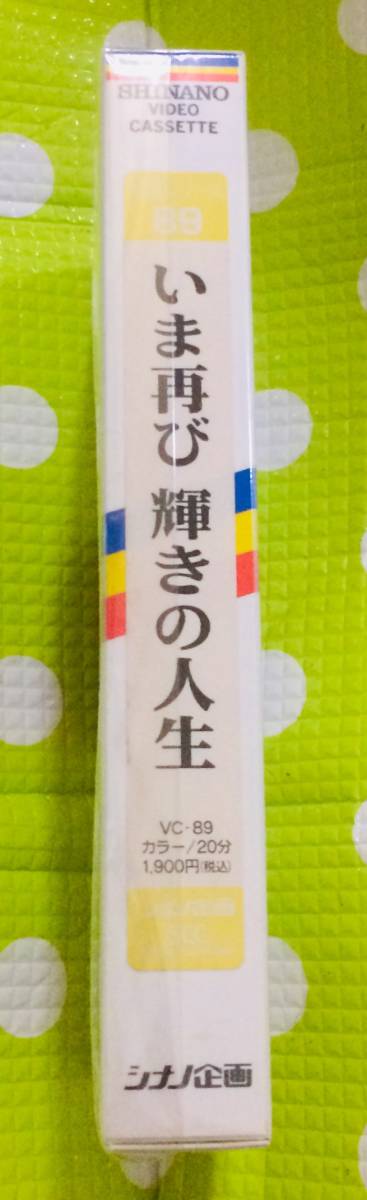 SHINANO
VIDEO
CASSETTE
89
いま再び 輝きの人生
VC-89
カラー/20分
1,900円(税込)
シナノ企画